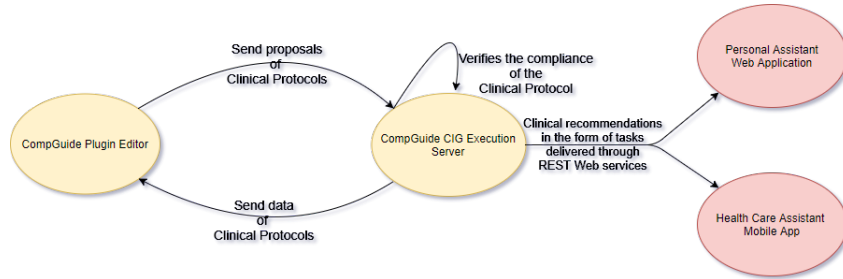 Send proposals
of
Clinical Protocols
Verifies the compliance
of the
Clinical Protocol
Personal Assistant
Web Application
CompGuide Plugin Editor
CompGuide CIG Execution
Server
Clinical recommendations
in the form of tasks
delivered through
REST Web services
Send data
of
Clinical Protocols
Health Care Assistant
Mobile App